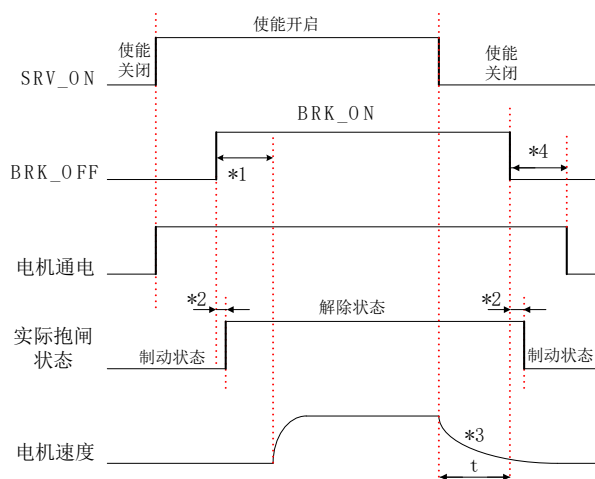 使能开启
使能
关闭
使能
关闭
SRV_ON
BRK_ON
*4
*1
BRK_OFF
电机通电
*2
*2
解除状态
实际抱闸
状态
制动状态
制动状态
*3
电机速度
t